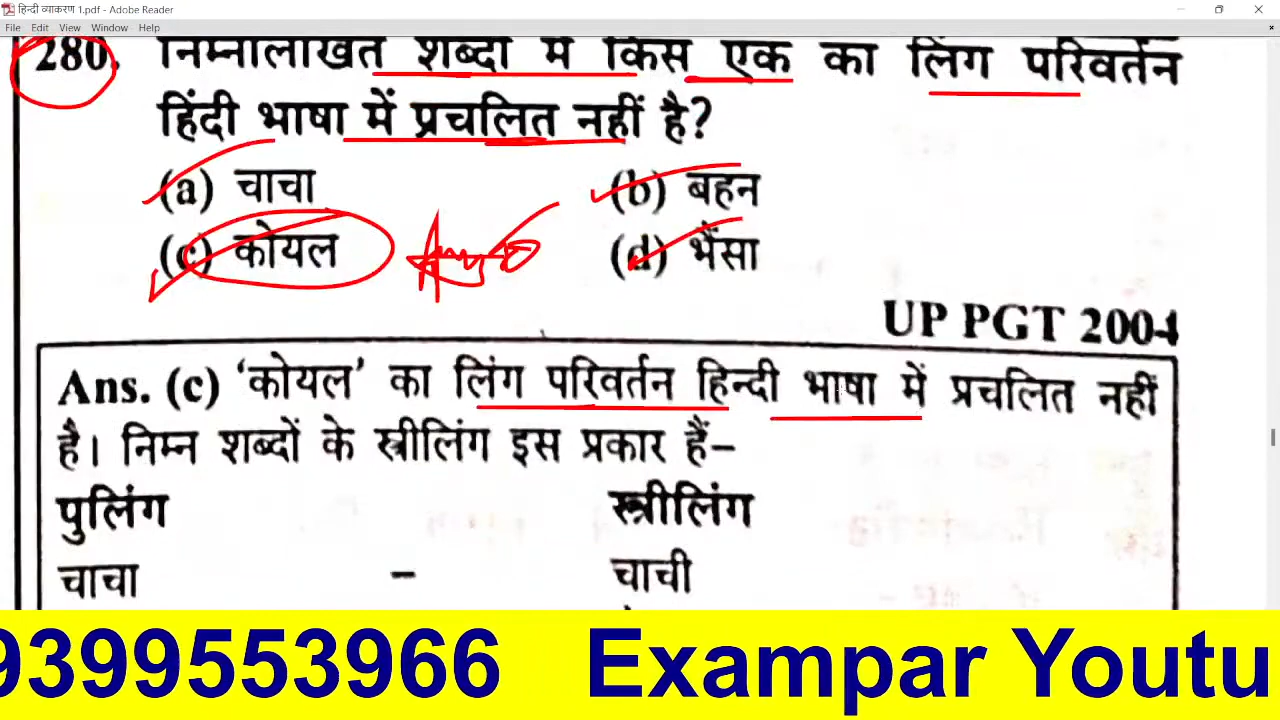 हिन्दी व्याकरण 1.pdf - Adobe Reader
File Edit View Window Help
280. निम्नलिखित शब्दों में किस एक का लिंग परिवर्तन
हिंदी भाषा में प्रचलित नहीं है?
(a) चाचा (b) बहन
(c) कोयल (d) भैंसा
UP PGT 2004
Ans. (c) ‘कोयल’ का लिंग परिवर्तन हिन्दी भाषा में प्रचलित नहीं
है। निम्न शब्दों के स्त्रीलिंग इस प्रकार हैं–
पुलिंग स्त्रीलिंग
चाचा – चाची
9399553966 Exampar Youtu